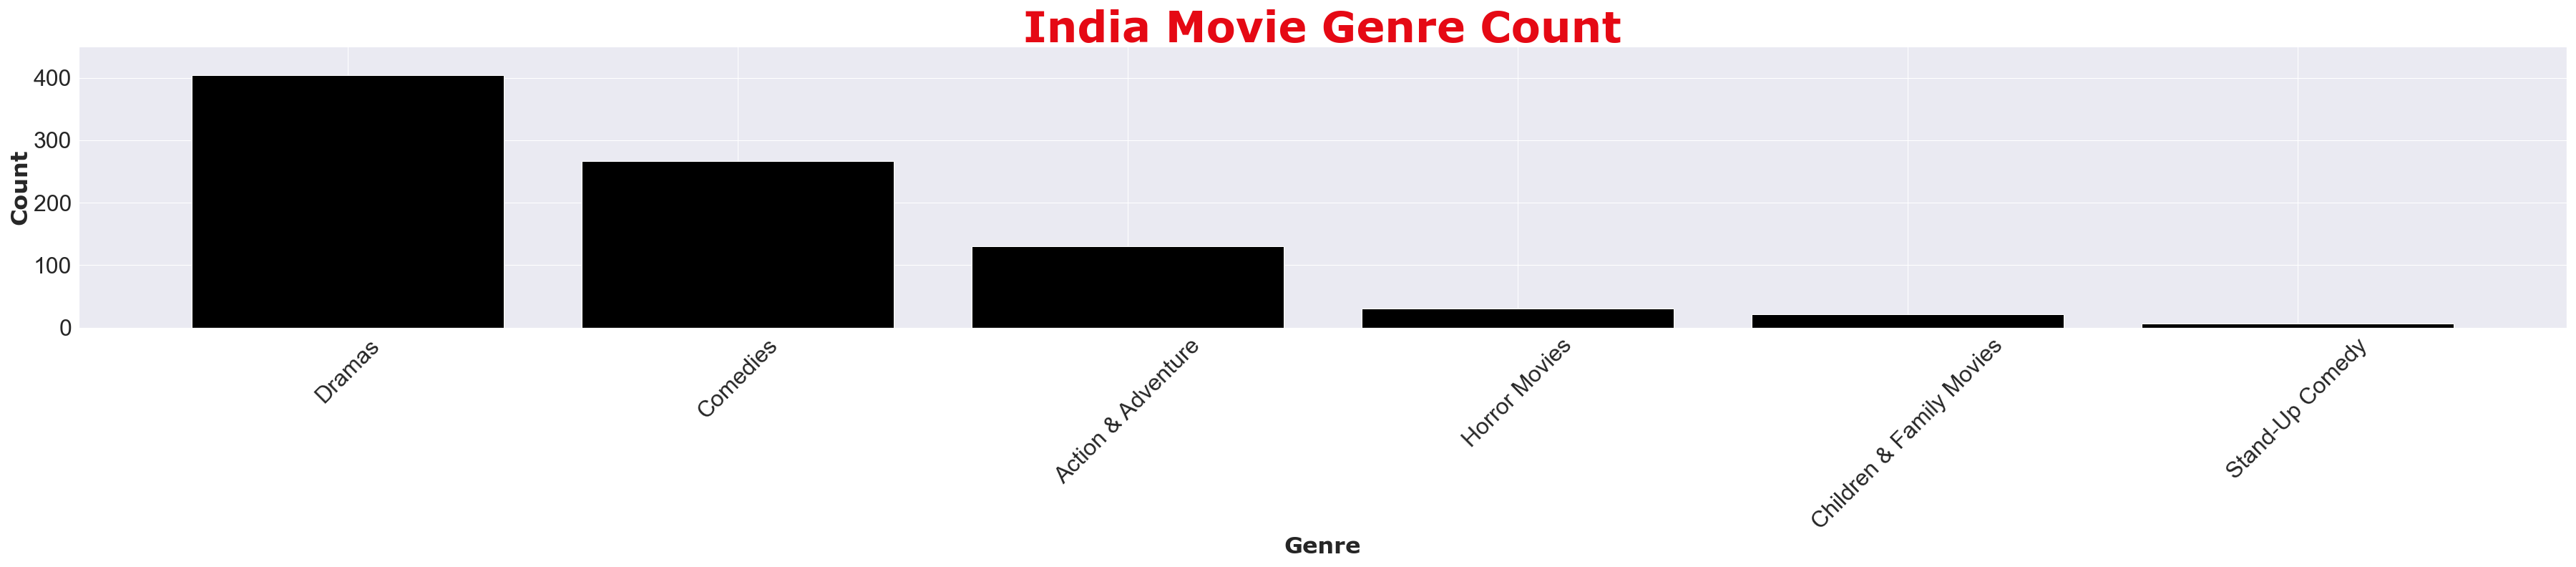 India Movie Genre Count
Count
400
300
200
100
0
Dramas
Comedies
Action & Adventure
Horror Movies
Children & Family Movies
Stand-Up Comedy
Genre